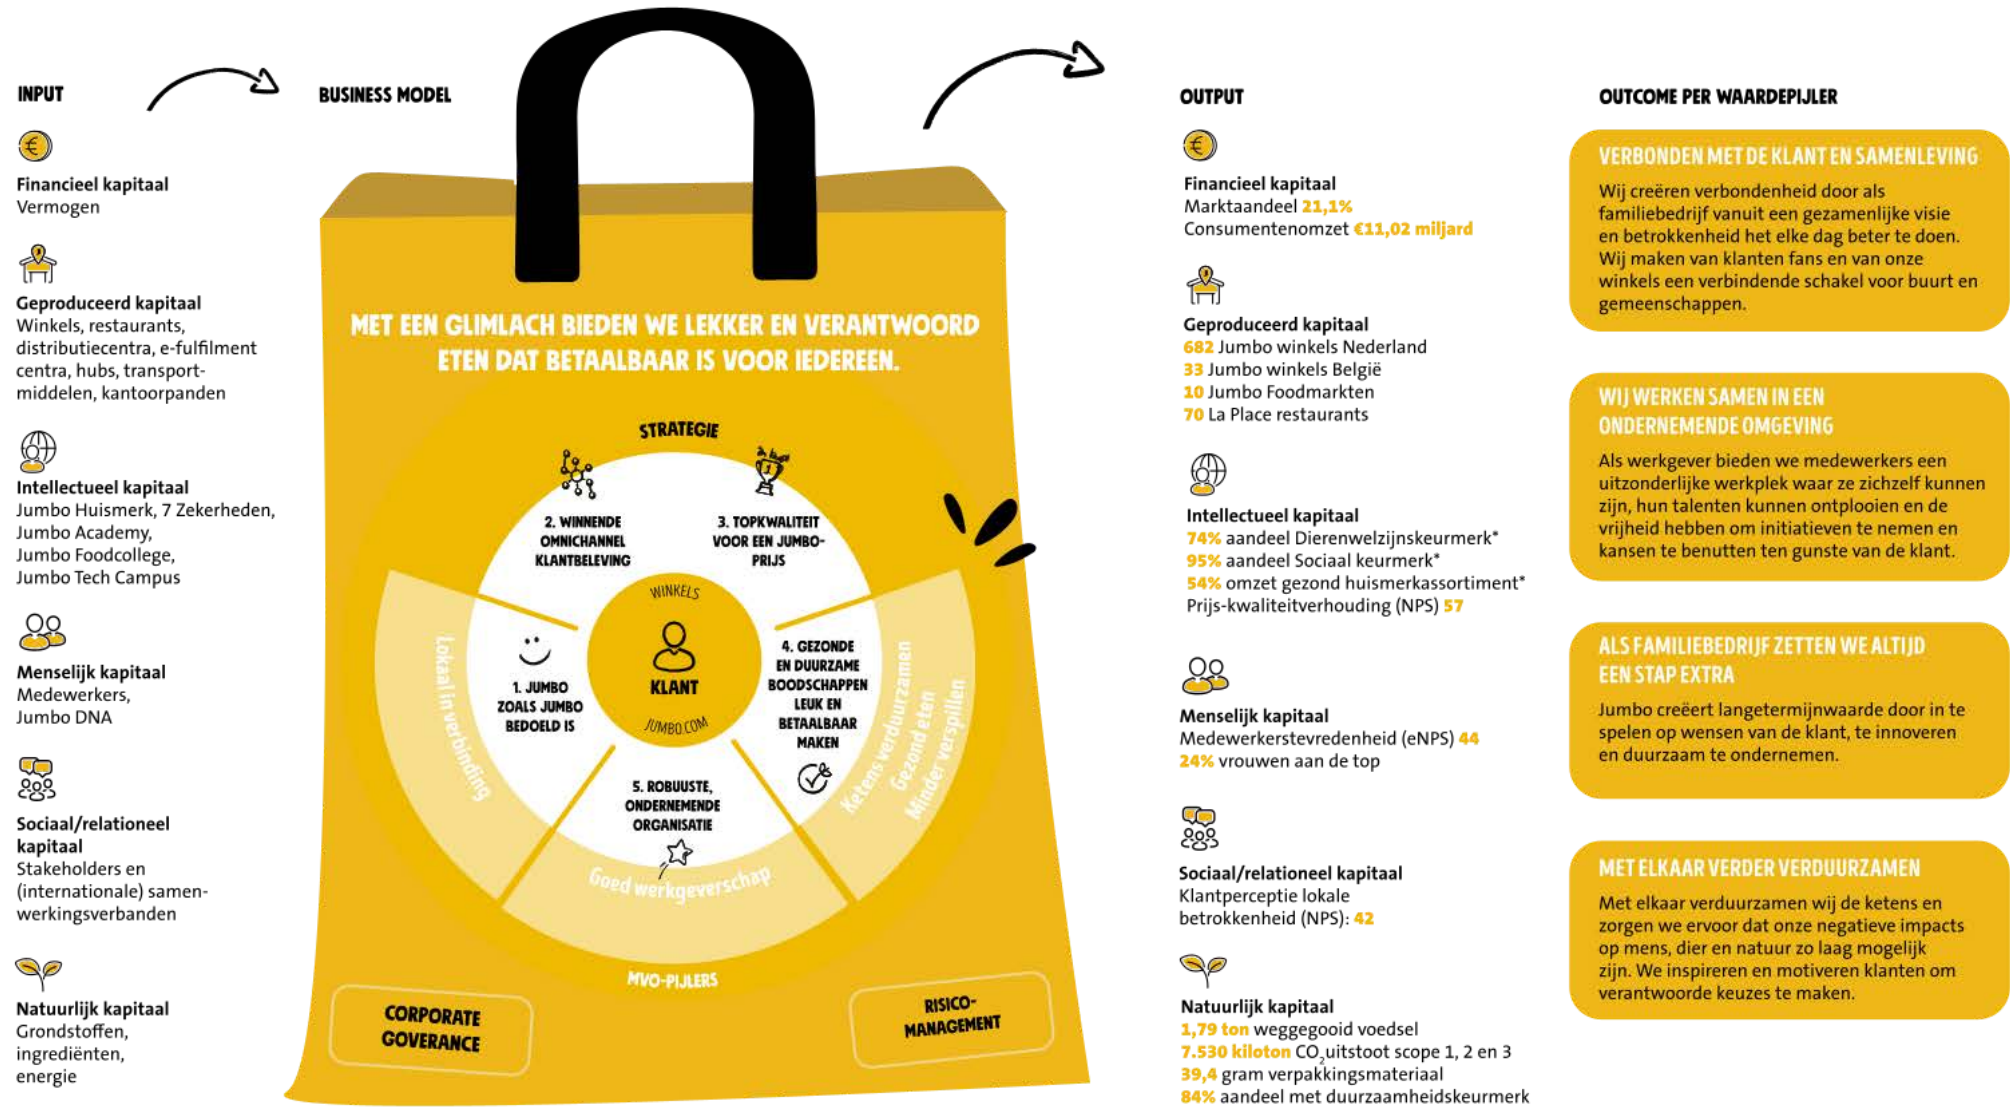 INPUT
Financieel kapitaal
Vermogen
Geproduceerd kapitaal
Winkels, restaurants,
distributiecentra, e-fulfilment
centra, hubs, transport-
middelen, kantoorpanden
Intellectueel kapitaal
Jumbo Huismerk, 7 Zekerheden,
Jumbo Academy,
Jumbo Foodcollege,
Jumbo Tech Campus
Menselijk kapitaal
Medewerkers,
Jumbo DNA
Sociaal/relationeel
kapitaal
Stakeholders en
(internationale) samen-
werkingsverbanden
Natuurlijk kapitaal
Grondstoffen,
ingrediënten,
energie
BUSINESS MODEL
MET EEN GLIMLACH BIEDEN WE LEKKER EN VERANTWOORD
ETEN DAT BETAALBAAR IS VOOR IEDEREEN.
STRATEGIE
2. WINNENDE
OMNICHANNEL
KLANTBELEVING
1
3. TOPKWALITEIT
VOOR EEN JUMBO-
PRIJS
WINKELS
KLANT
JUMBO.COM
1. JUMBO
ZOALS JUMBO
BEDOELD IS
4. GEZONDE
EN DUURZAME
BOODSCHAPPEN
LEUK EN
BETAALBAAR
MAKEN
5. ROBUUSTE,
ONDERNEMENDE
ORGANISATIE
Lokaal in verbinding
Goed werkgeverschap
Ketens verduurzamen
Gezond eten
Minder verspillen
MVO-PIJLERS
CORPORATE
GOVERANCE
RISICO-
MANAGEMENT
OUTPUT
Financieel kapitaal
Marktaandeel 21,1%
Consumentenomzet €11,02 miljard
Geproduceerd kapitaal
682 Jumbo winkels Nederland
33 Jumbo winkels België
10 Jumbo Foodmarkten
70 La Place restaurants
Intellectueel kapitaal
74% aandeel Dierenwelzijnskeurmerk*
95% aandeel Sociaal keurmerk*
54% omzet gezond huismerkassortiment*
Prijs-kwaliteitverhouding (NPS) 57
Menselijk kapitaal
Medewerkerstevredenheid (eNPS) 44
24% vrouwen aan de top
Sociaal/relationeel kapitaal
Klantperceptie lokale
betrokkenheid (NPS): 42
Natuurlijk kapitaal
1,79 ton weggegooid voedsel
7.530 kiloton CO₂uitstoot scope 1, 2 en 3
39,4 gram verpakkingsmateriaal
84% aandeel met duurzaamheidskeurmerk
OUTCOME PER WAARDEPIJLER
VERBONDEN MET DE KLANT EN SAMENLEVING
Wij creëren verbondenheid door als
familiebedrijf vanuit een gezamenlijke visie
en betrokkenheid het elke dag beter te doen.
Wij maken van klanten fans en van onze
winkels een verbindende schakel voor buurt en
gemeenschappen.
WIJ WERKEN SAMEN IN EEN
ONDERNEMENDE OMGEVING
Als werkgever bieden we medewerkers een
uitzonderlijke werkplek waar ze zichzelf kunnen
zijn, hun talenten kunnen ontplooien en de
vrijheid hebben om initiatieven te nemen en
kansen te benutten ten gunste van de klant.
ALS FAMILIEBEDRIJF ZETTEN WE ALTIJD
EEN STAP EXTRA
Jumbo creëert langetermijnwaarde door in te
spelen op wensen van de klant, te innoveren
en duurzaam te ondernemen.
MET ELKAAR VERDER VERDUURZAMEN
Met elkaar verduurzamen wij de ketens en
zorgen we ervoor dat onze negatieve impacts
op mens, dier en natuur zo laag mogelijk
zijn. We inspireren en motiveren klanten om
verantwoorde keuzes te maken.